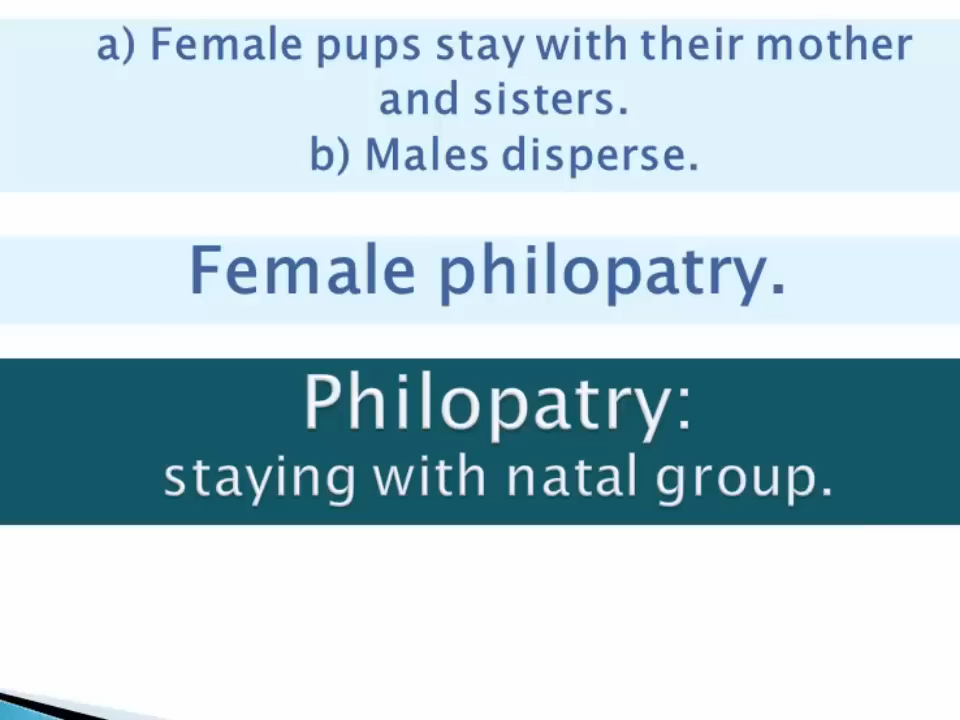 a) Female pups stay with their mother
and sisters.
b) Males disperse.
Female philopatry.
Philopatry:
staying with natal group.